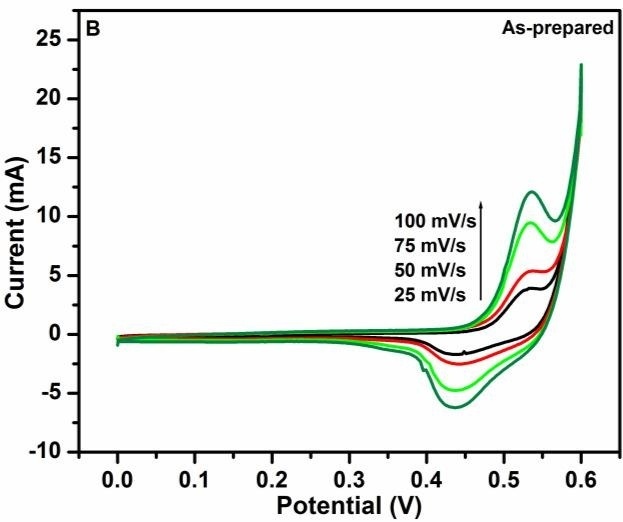 B
As-prepared
25
20
15
10
5
0
-5
-10
Current (mA)
100 mV/s
75 mV/s
50 mV/s
25 mV/s
0.0 0.1 0.2 0.3 0.4 0.5 0.6
Potential (V)